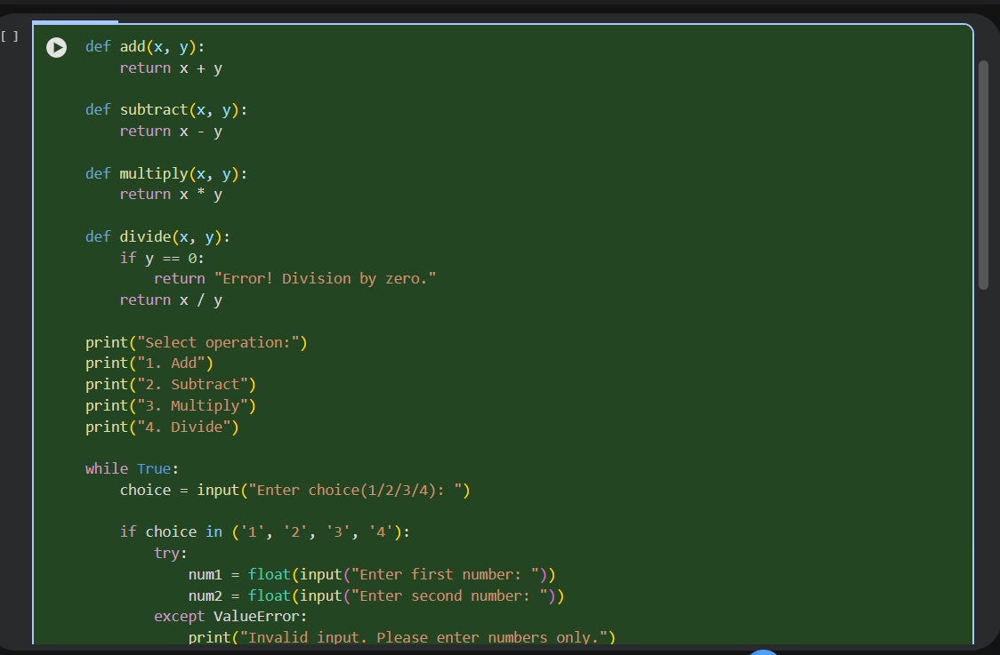 [ ]
def add(x, y):
    return x + y

def subtract(x, y):
    return x - y

def multiply(x, y):
    return x * y

def divide(x, y):
    if y == 0:
        return "Error! Division by zero."
    return x / y

print("Select operation:")
print("1. Add")
print("2. Subtract")
print("3. Multiply")
print("4. Divide")

while True:
    choice = input("Enter choice(1/2/3/4): ")

    if choice in ('1', '2', '3', '4'):
        try:
            num1 = float(input("Enter first number: "))
            num2 = float(input("Enter second number: "))
        except ValueError:
            print("Invalid input. Please enter numbers only.")